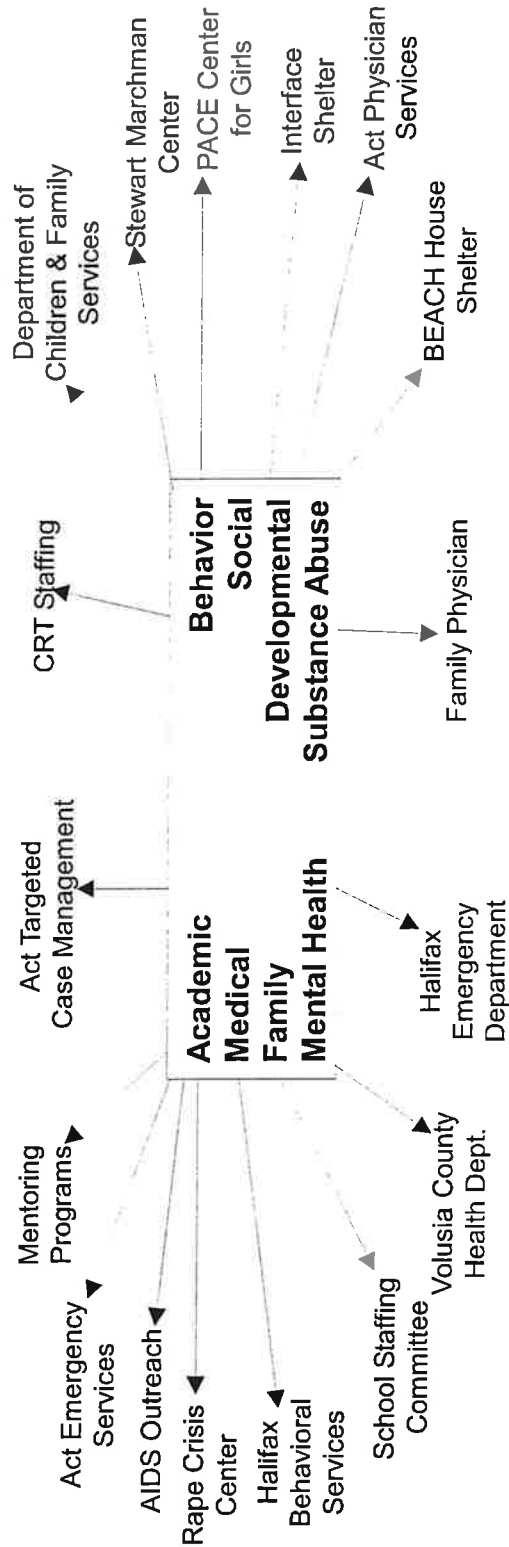 Mentoring
Programs
Act Targeted
Case Management
CRT Staffing
Department of
Children & Family
Services
Act Emergency
Services
AIDS Outreach
Rape Crisis
Center
Halifax
Behavioral
Services
School Staffing
Committee
Volusia County
Health Dept.
Halifax
Emergency
Department
Academic
Medical
Family
Mental Health
Behavior
Social
Developmental
Substance Abuse
Family Physician
Stewart Marchman
Center
PACE Center
for Girls
Interface
Shelter
Act Physician
Services
BEACH House
Shelter